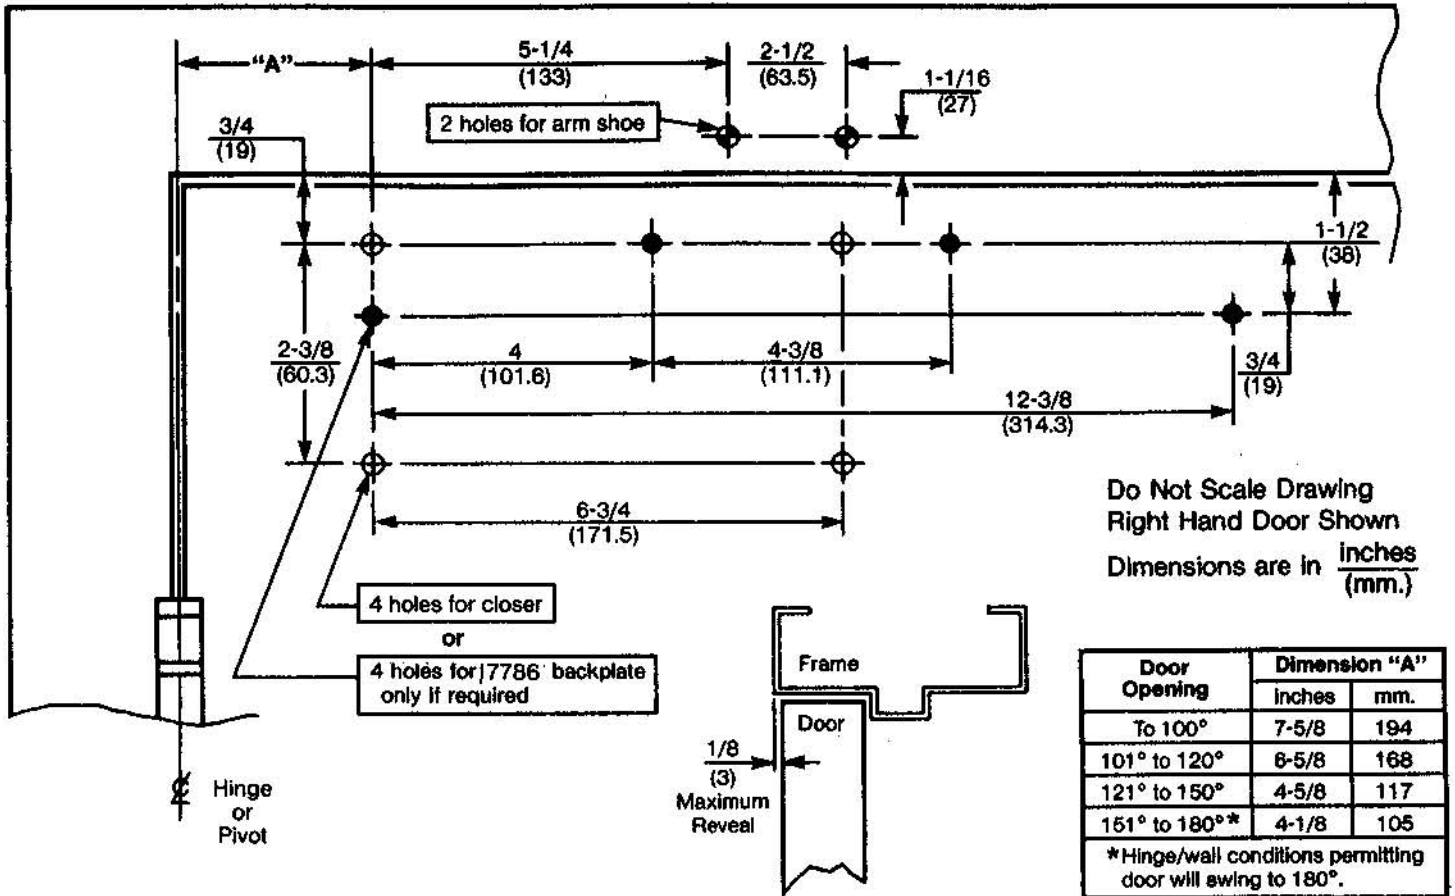 “A”
5-1/4
(133)
2-1/2
(63.5)
1-1/16
(27)
2 holes for arm shoe
3/4
(19)
1-1/2
(38)
2-3/8
(60.3)
4
(101.6)
4-3/8
(111.1)
3/4
(19)
12-3/8
(314.3)
6-3/4
(171.5)
Do Not Scale Drawing
Right Hand Door Shown
Dimensions are in inches
(mm.)
4 holes for closer
or
4 holes for 7786 backplate
only if required
Frame
Door
1/8
(3)
Maximum
Reveal
℄ Hinge
or
Pivot
Door Opening Dimension “A”
inches mm.
To 100° 7-5/8 194
101° to 120° 6-5/8 168
121° to 150° 4-5/8 117
151° to 180°* 4-1/8 105
*Hinge/wall conditions permitting
door will swing to 180°.